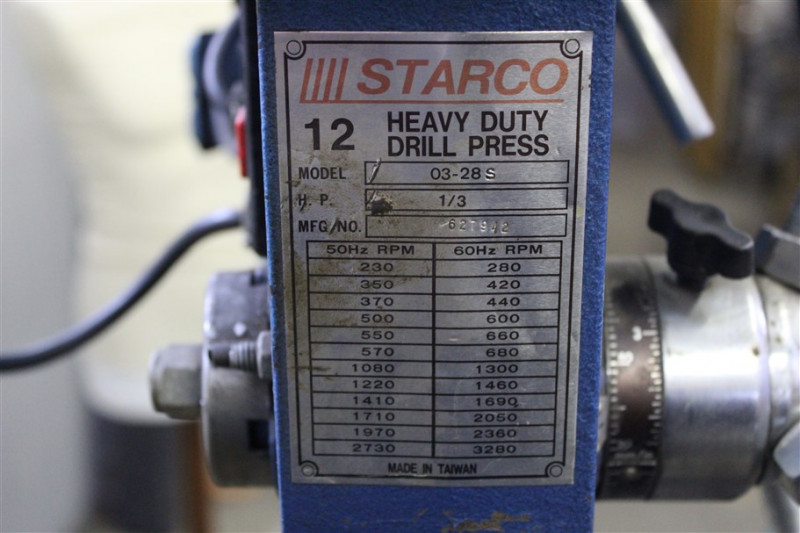 STARCO
12 HEAVY DUTY
DRILL PRESS
MODEL 03-28 S
H. P. 1/3
MFG/NO. 627942
50Hz RPM 60Hz RPM
230 280
350 420
370 440
500 600
550 660
570 680
1080 1300
1220 1460
1410 1690
1710 2050
1970 2360
2730 3280
MADE IN TAIWAN